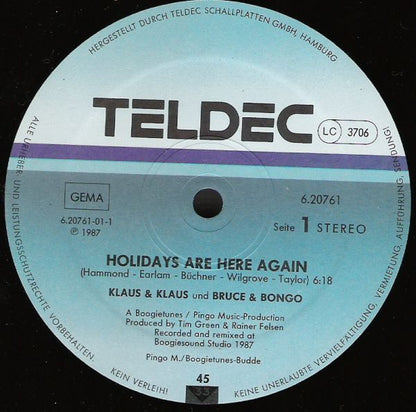 HERGESTELLT DURCH TELDEC SCHALLPLATTEN GMBH, HAMBURG
TELDEC
LC 3706
GEMA
6.20761-01-1
℗ 1987
6.20761
Seite 1 STEREO
HOLIDAYS ARE HERE AGAIN
(Hammond - Earlam - Büchner - Wilgrove - Taylor) 6:18
KLAUS & KLAUS und BRUCE & BONGO
A Boogietunes / Pingo Music-Production
Produced by Tim Green & Rainer Felsen
Recorded and remixed at
Boogiesound Studio 1987
Pingo M./Boogietunes-Budde
45
ALLE URHEBER- UND LEISTUNGSSCHUTZRECHTE VORBEHALTEN.
KEIN VERLEIH!
KEINE UNERLAUBTE VERVIELFÄLTIGUNG, VERMIETUNG, AUFFÜHRUNG, SENDUNG!